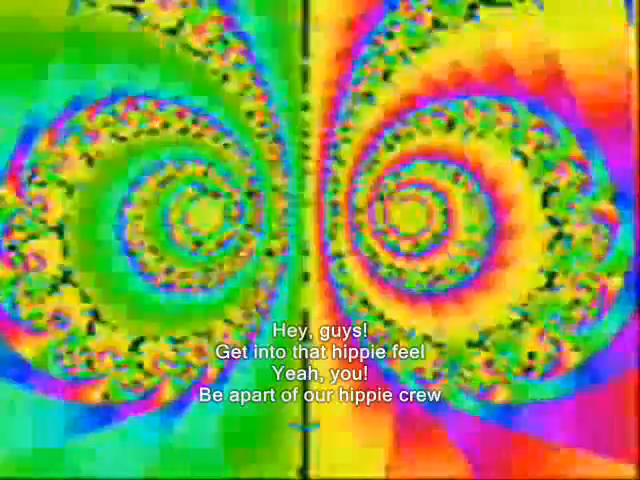 Hey, guys!
Get into that hippie feel
Yeah, you!
Be apart of our hippie crew